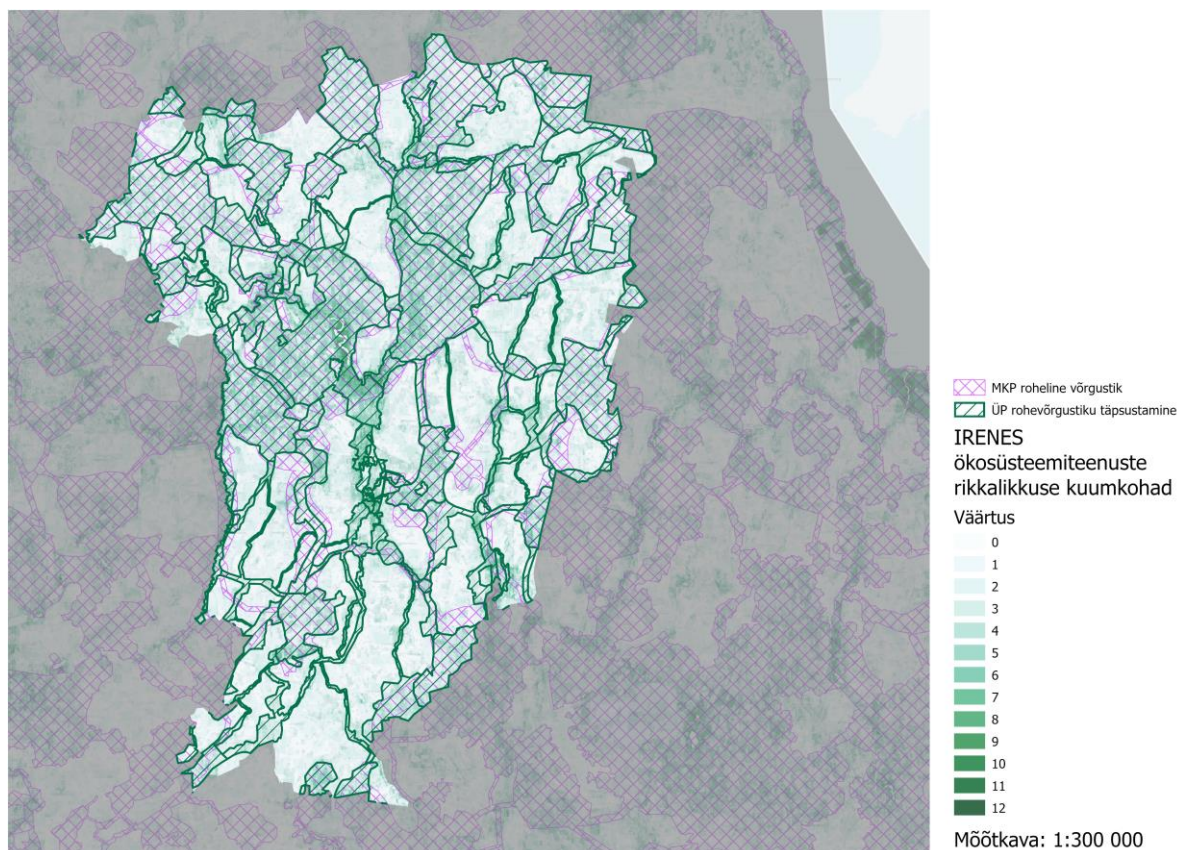 MKP roheline võrgustik
ÜP rohevõrgustiku täpsustamine
IRENES
ökosüsteemiteenuste
rikkalikkuse kuumkohad
Väärtus
0
1
2
3
4
5
6
7
8
9
10
11
12
Mõõtkava: 1:300 000